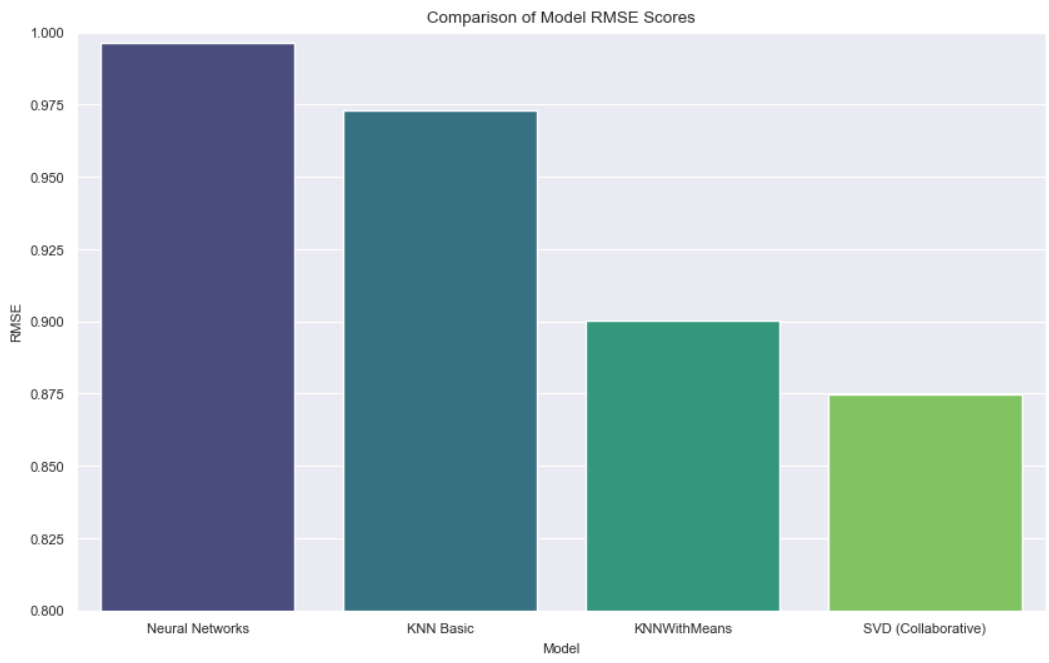 Comparison of Model RMSE Scores
1.000
0.975
0.950
0.925
0.900
0.875
0.850
0.825
0.800
RMSE
Neural Networks
KNN Basic
KNNWithMeans
SVD (Collaborative)
Model